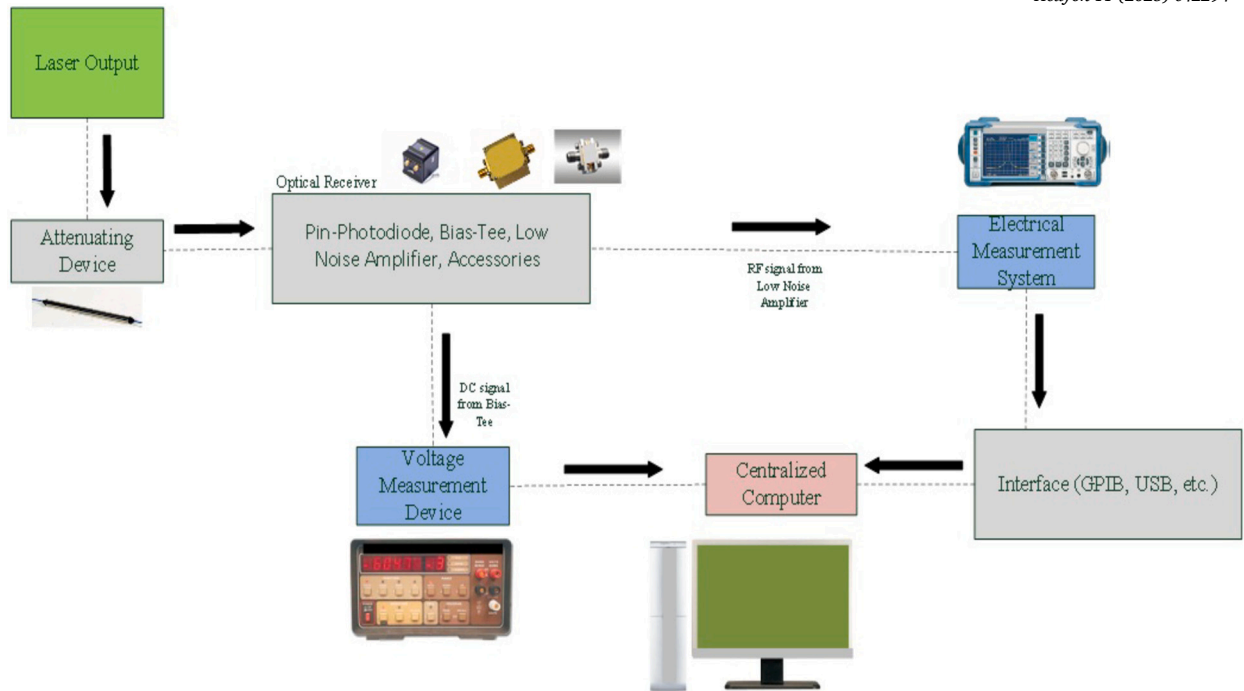 Laser Output
Optical Receiver
Attenuating
Device
Pin-Photodiode, Bias-Tee, Low
Noise Amplifier, Accessories
Electrical
Measurement
System
RF signal from
Low Noise
Amplifier
DC signal
from Bias-
Tee
Voltage
Measurement
Device
Centralized
Computer
Interface (GPIB, USB, etc.)